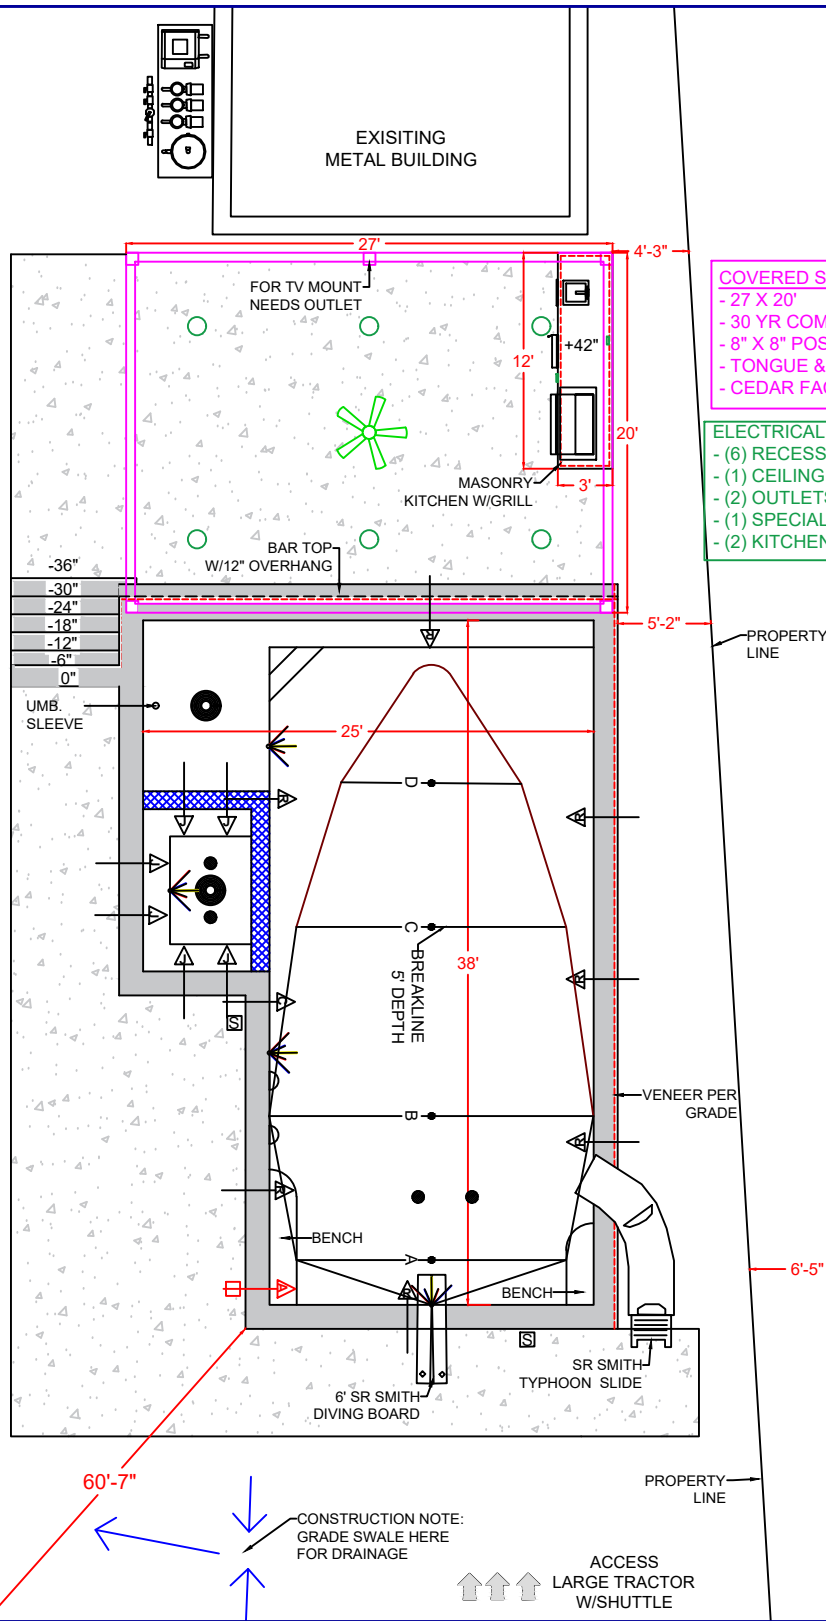 EXISITING
METAL BUILDING
27'
4'-3"
FOR TV MOUNT
NEEDS OUTLET
COVERED S
- 27 X 20'
- 30 YR COM
- 8" X 8" POS
- TONGUE &
- CEDAR FAC
+42"
12'
20'
ELECTRICAL
- (6) RECESS
- (1) CEILING
- (2) OUTLETS
- (1) SPECIAL
- (2) KITCHEN
MASONRY
KITCHEN W/GRILL
3'
BAR TOP
W/12" OVERHANG
-36"
-30"
-24"
-18"
-12"
-6"
0"
5'-2"
PROPERTY
LINE
R
UMB.
SLEEVE
25'
D
R
R
J
J
J
J
J
C
BREAKLINE
5' DEPTH
38'
R
S
VENEER PER
GRADE
B
R
R
BENCH
A
A
R
BENCH
6'-5"
S
SR SMITH
TYPHOON SLIDE
6' SR SMITH
DIVING BOARD
60'-7"
PROPERTY
LINE
CONSTRUCTION NOTE:
GRADE SWALE HERE
FOR DRAINAGE
ACCESS
LARGE TRACTOR
W/SHUTTLE